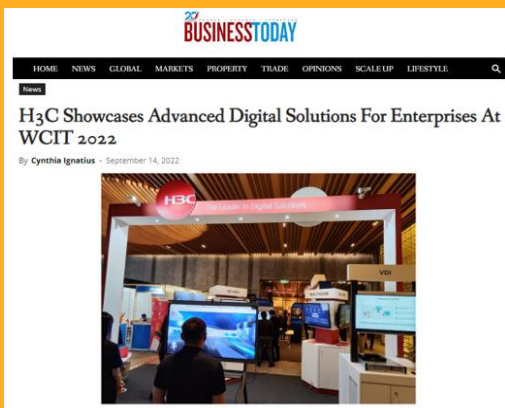 20
BUSINESSTODAY
HOME NEWS GLOBAL MARKETS PROPERTY TRADE OPINIONS SCALE UP LIFESTYLE
News
H3C Showcases Advanced Digital Solutions For Enterprises At
WCIT 2022
By Cynthia Ignatius - September 14, 2022
H3C The Leader in Digital Solutions
VDI